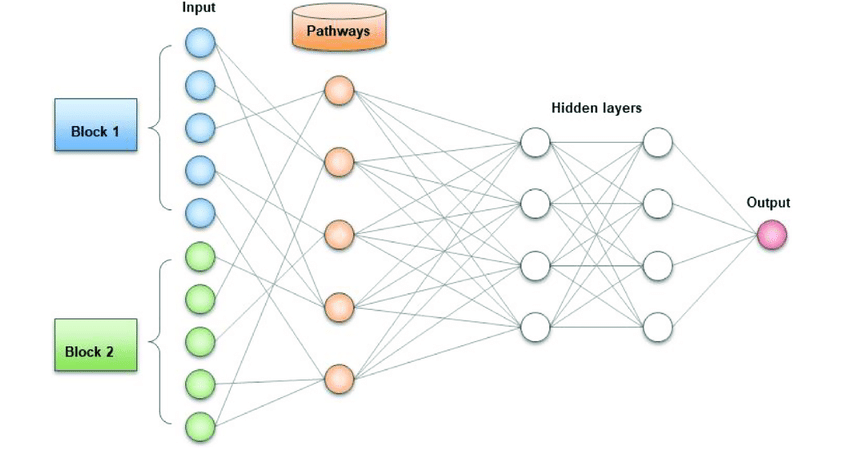 Input
Pathways
Block 1
Hidden layers
Output
Block 2